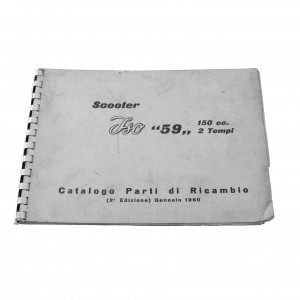 Scooter
Iso "59„ 150 cc.
2 Tempi
Catalogo Parti di Ricambio
(2ª Edizione) Gennaio 1960